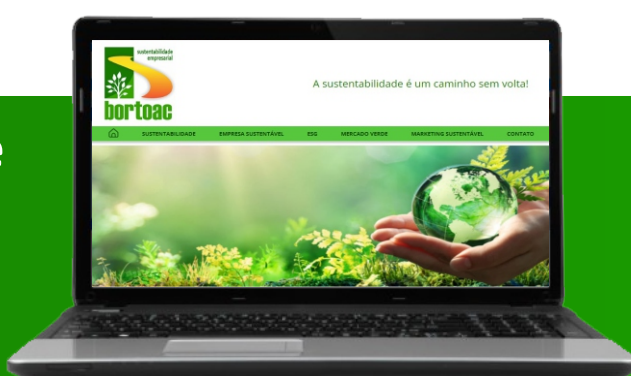 sustentabilidade
empresarial
bortoac
A sustentabilidade é um caminho sem volta!
SUSTENTABILIDADE EMPRESA SUSTENTÁVEL ESG MERCADO VERDE MARKETING SUSTENTÁVEL CONTATO
e